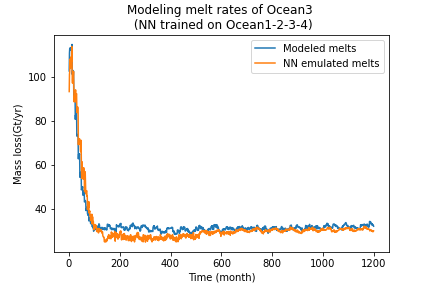 Modeling melt rates of Ocean3
(NN trained on Ocean1-2-3-4)
Modeled melts
NN emulated melts
Mass loss(Gt/yr)
100
80
60
40
0 200 400 600 800 1000 1200
Time (month)